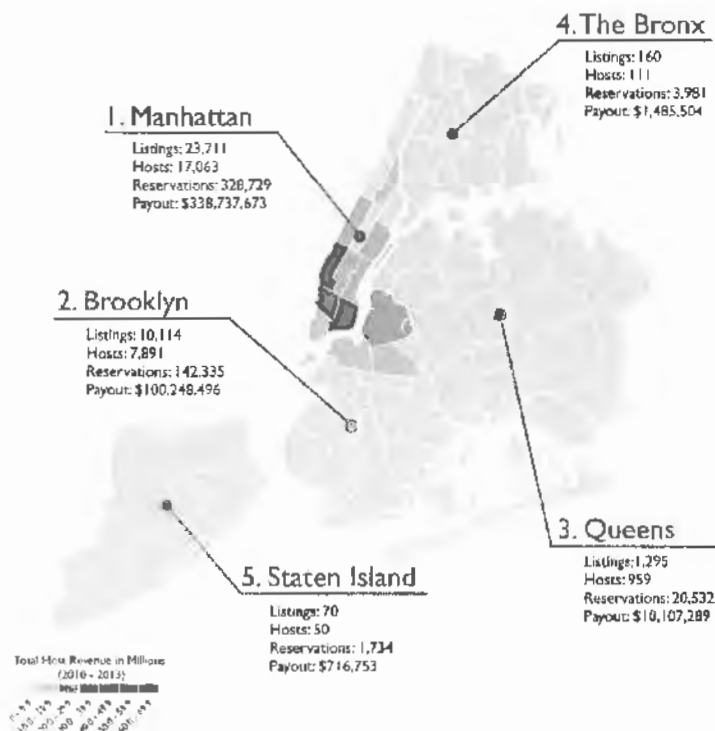 4. The Bronx
Listings: 160
Hosts: 111
Reservations: 3,981
Payout: $1,485,504
1. Manhattan
Listings: 23,711
Hosts: 17,063
Reservations: 328,729
Payout: $338,737,673
2. Brooklyn
Listings: 10,114
Hosts: 7,891
Reservations: 142,335
Payout: $100,248,496
3. Queens
Listings: 1,295
Hosts: 959
Reservations: 20,532
Payout: $10,107,289
5. Staten Island
Listings: 70
Hosts: 50
Reservations: 1,734
Payout: $716,753
Total Host Revenue in Millions
(2010 - 2013)